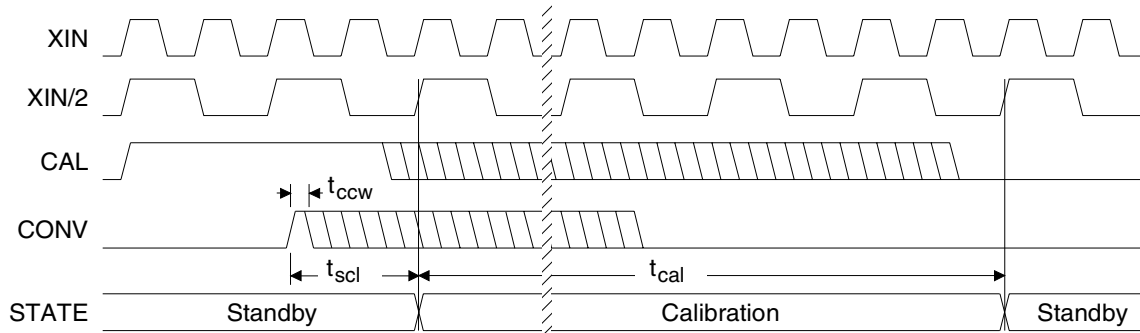 XIN
XIN/2
CAL
tccw
CONV
tscl
tcal
STATE
Standby
Calibration
Standby